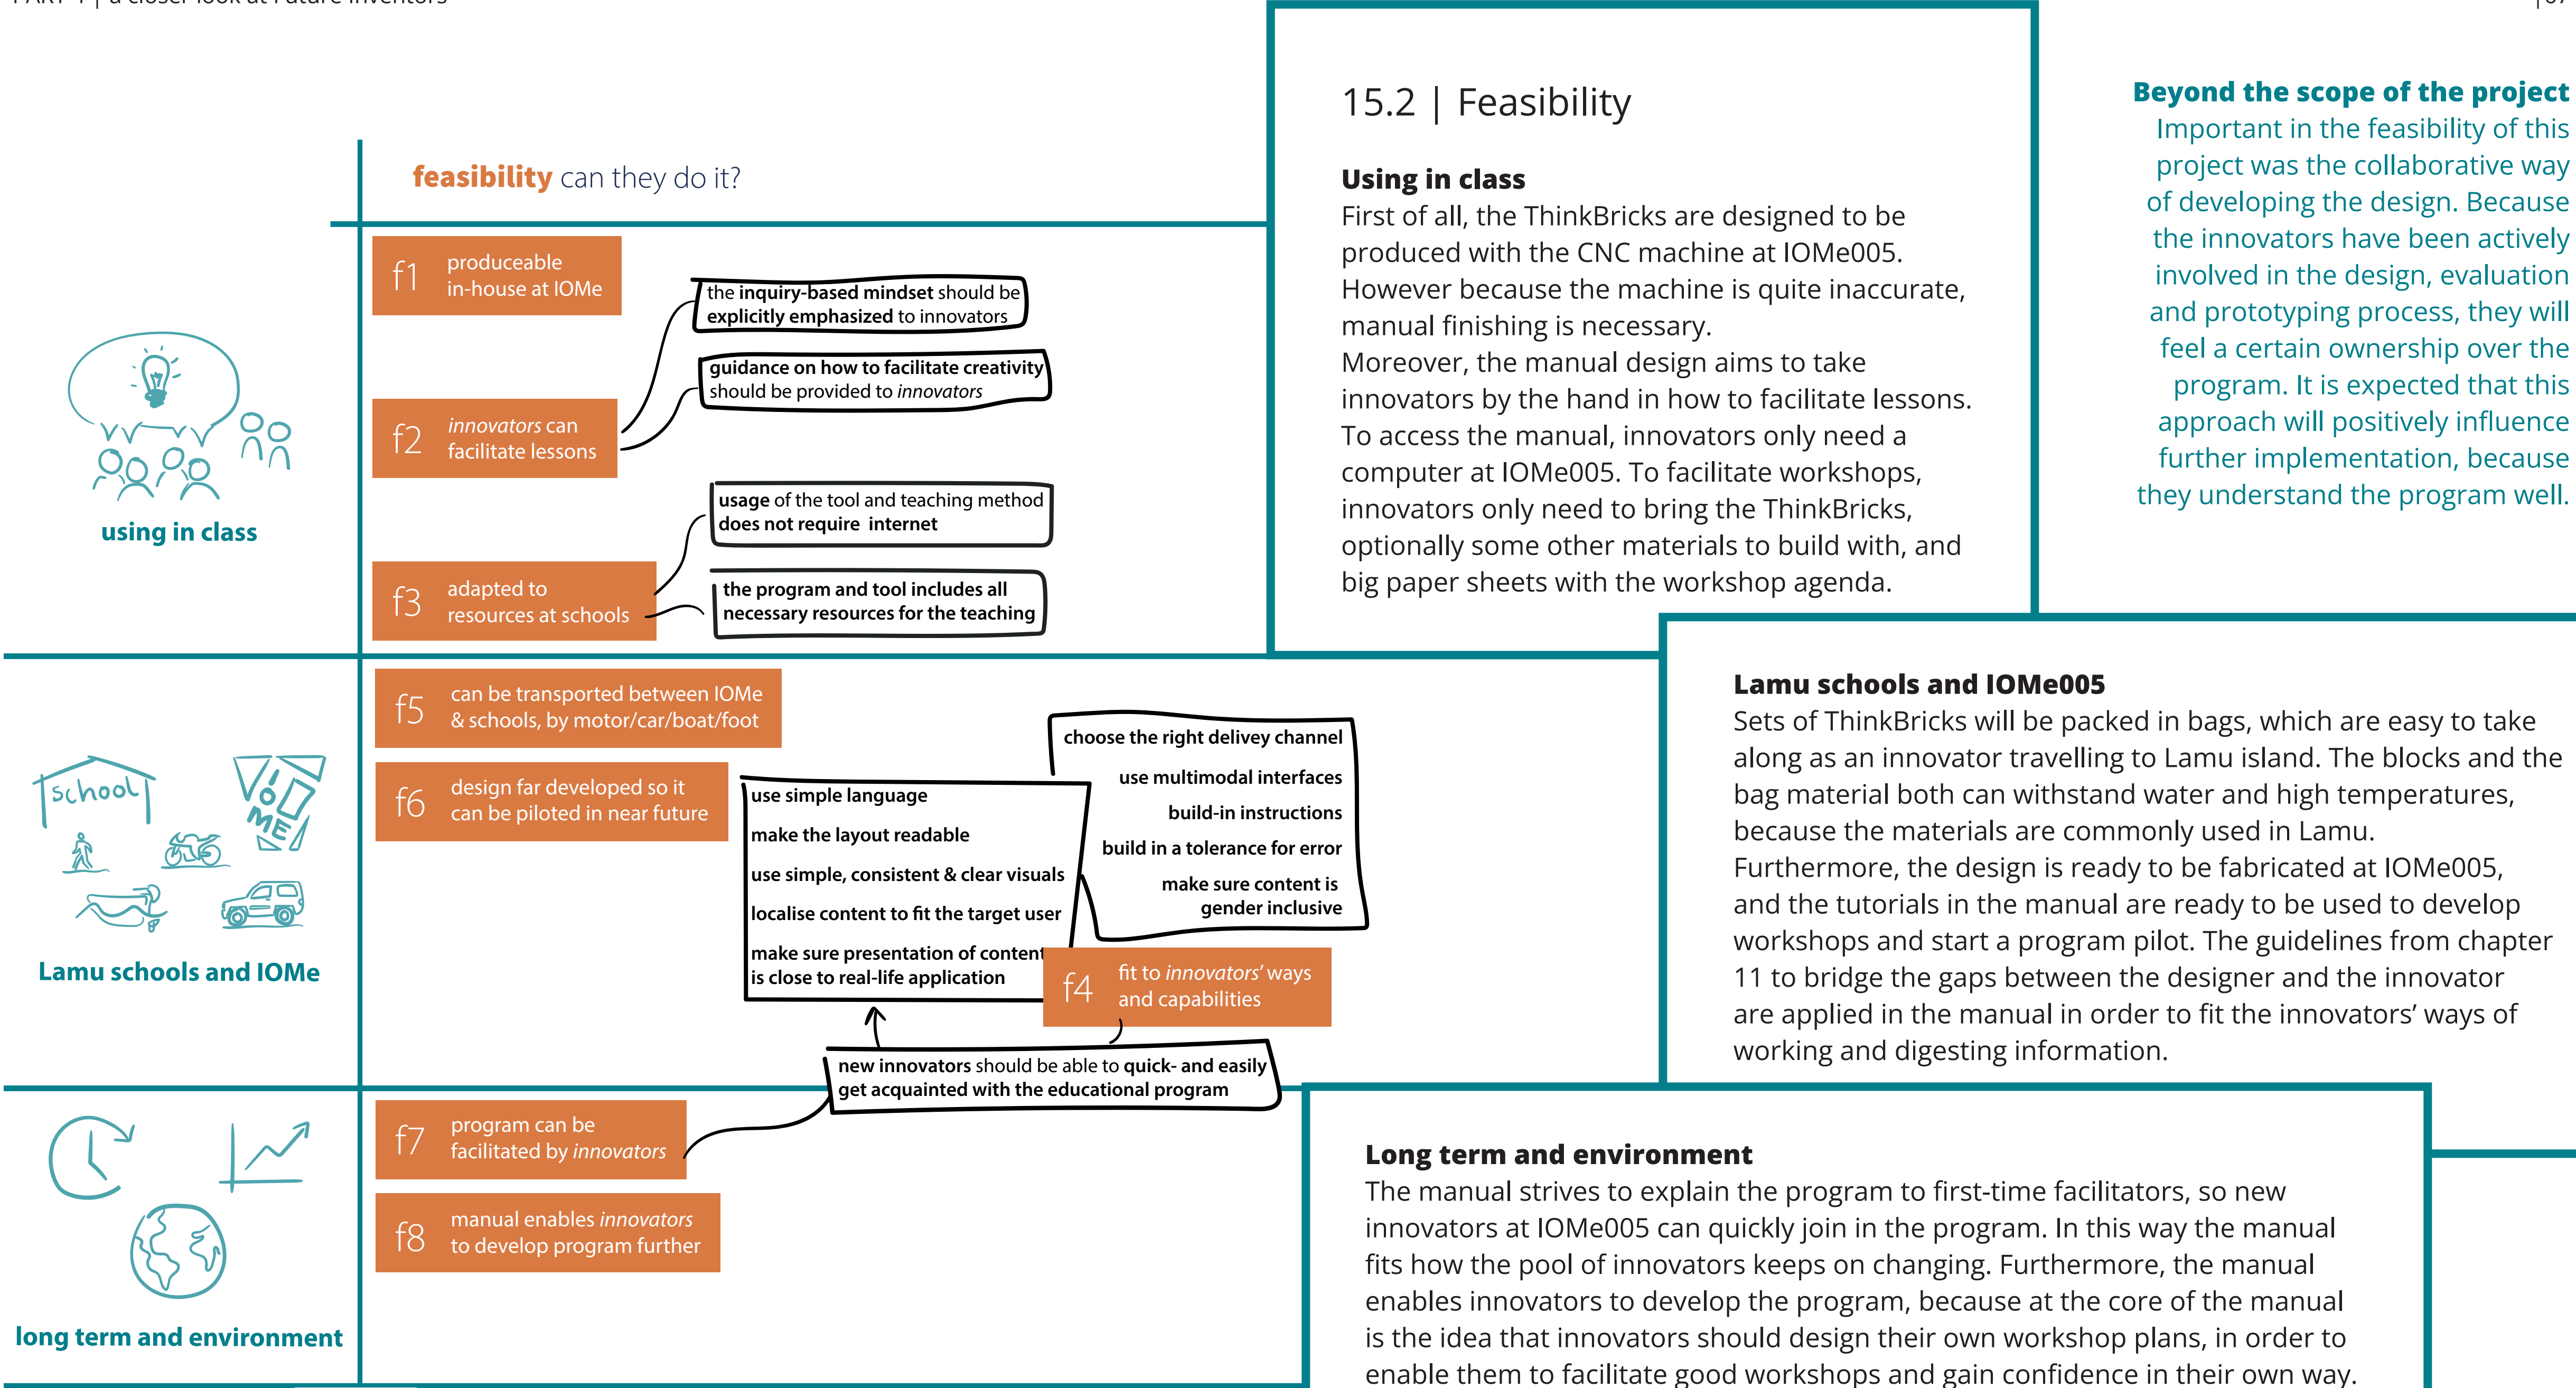 feasibility can they do it?
f1
produceable
in-house at IOMe
the inquiry-based mindset should be
explicitly emphasized to innovators
guidance on how to facilitate creativity
should be provided to innovators
f2
innovators can
facilitate lessons
usage of the tool and teaching method
does not require internet
f3
adapted to
resources at schools
the program and tool includes all
necessary resources for the teaching
using in class
f5
can be transported between IOMe
& schools, by motor/car/boat/foot
f6
design far developed so it
can be piloted in near future
use simple language
make the layout readable
use simple, consistent & clear visuals
localise content to fit the target user
make sure presentation of content
is close to real-life application
choose the right delivey channel
use multimodal interfaces
build-in instructions
build in a tolerance for error
make sure content is
gender inclusive
f4
fit to innovators' ways
and capabilities
school
IOME
Lamu schools and IOMe
new innovators should be able to quick- and easily
get acquainted with the educational program
f7
program can be
facilitated by innovators
f8
manual enables innovators
to develop program further
long term and environment
15.2 | Feasibility
Using in class
First of all, the ThinkBricks are designed to be
produced with the CNC machine at IOMe005.
However because the machine is quite inaccurate,
manual finishing is necessary.
Moreover, the manual design aims to take
innovators by the hand in how to facilitate lessons.
To access the manual, innovators only need a
computer at IOMe005. To facilitate workshops,
innovators only need to bring the ThinkBricks,
optionally some other materials to build with, and
big paper sheets with the workshop agenda.
Beyond the scope of the project
Important in the feasibility of this
project was the collaborative way
of developing the design. Because
the innovators have been actively
involved in the design, evaluation
and prototyping process, they will
feel a certain ownership over the
program. It is expected that this
approach will positively influence
further implementation, because
they understand the program well.
Lamu schools and IOMe005
Sets of ThinkBricks will be packed in bags, which are easy to take
along as an innovator travelling to Lamu island. The blocks and the
bag material both can withstand water and high temperatures,
because the materials are commonly used in Lamu.
Furthermore, the design is ready to be fabricated at IOMe005,
and the tutorials in the manual are ready to be used to develop
workshops and start a program pilot. The guidelines from chapter
11 to bridge the gaps between the designer and the innovator
are applied in the manual in order to fit the innovators' ways of
working and digesting information.
Long term and environment
The manual strives to explain the program to first-time facilitators, so new
innovators at IOMe005 can quickly join in the program. In this way the manual
fits how the pool of innovators keeps on changing. Furthermore, the manual
enables innovators to develop the program, because at the core of the manual
is the idea that innovators should design their own workshop plans, in order to
enable them to facilitate good workshops and gain confidence in their own way.